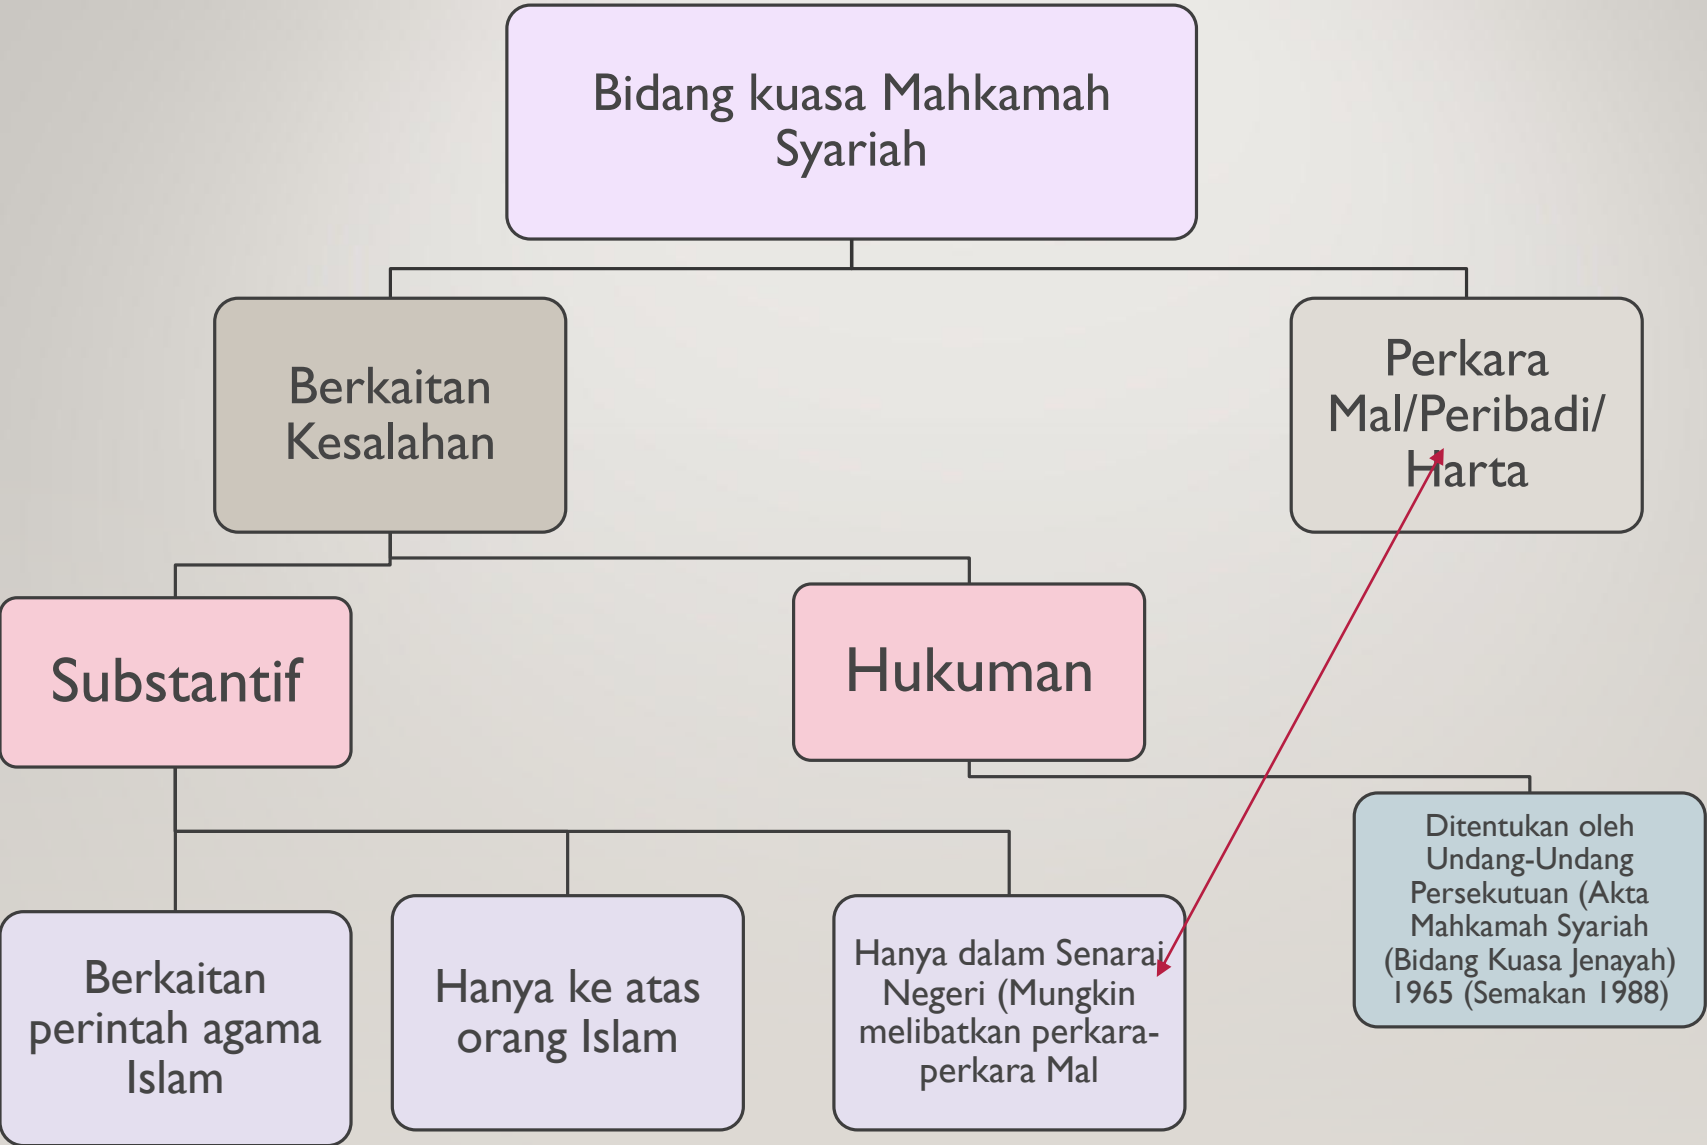 Bidang kuasa Mahkamah
Syariah
Berkaitan
Kesalahan
Perkara
Mal/Peribadi/
Harta
Substantif
Hukuman
Berkaitan
perintah agama
Islam
Hanya ke atas
orang Islam
Hanya dalam Senarai
Negeri (Mungkin
melibatkan perkara-
perkara Mal
Ditentukan oleh
Undang-Undang
Persekutuan (Akta
Mahkamah Syariah
(Bidang Kuasa Jenayah)
1965 (Semakan 1988)